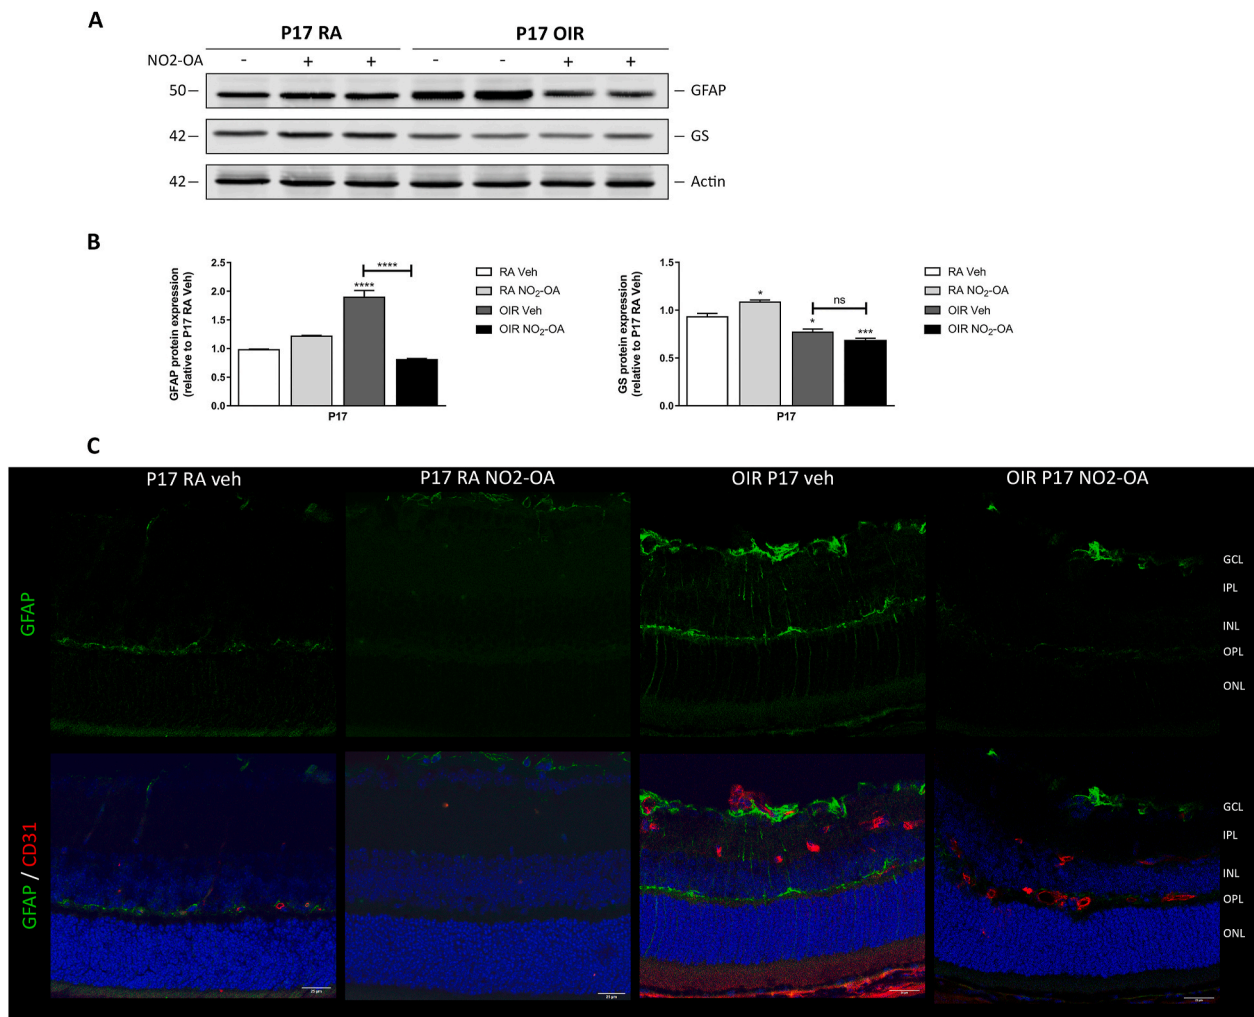 A
P17 RA P17 OIR
NO2-OA - + + - - + +
50 GFAP
42 GS
42 Actin
B
GFAP protein expression
(relative to P17 RA Veh)
2.5
2.0
1.5
1.0
0.5
0.0
****
****
P17
RA Veh
RA NO2-OA
OIR Veh
OIR NO2-OA
GS protein expression
(relative to P17 RA Veh)
1.5
1.0
0.5
0.0
*
*
ns
***
P17
RA Veh
RA NO2-OA
OIR Veh
OIR NO2-OA
C
P17 RA veh P17 RA NO2-OA OIR P17 veh OIR P17 NO2-OA
GFAP
GCL
IPL
INL
OPL
ONL
GFAP / CD31
GCL
IPL
INL
OPL
ONL
25 µm
25 µm